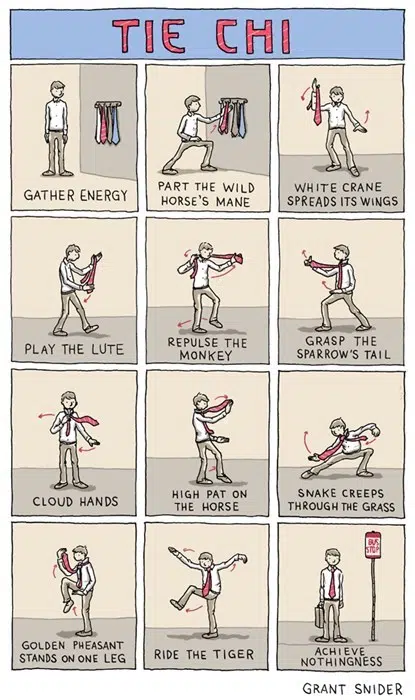 TIE CHI
GATHER ENERGY
PART THE WILD
HORSE'S MANE
WHITE CRANE
SPREADS ITS WINGS
PLAY THE LUTE
REPULSE THE
MONKEY
GRASP THE
SPARROW'S TAIL
CLOUD HANDS
HIGH PAT ON
THE HORSE
SNAKE CREEPS
THROUGH THE GRASS
GOLDEN PHEASANT
STANDS ON ONE LEG
RIDE THE TIGER
BUS
STOP
ACHIEVE
NOTHINGNESS
GRANT SNIDER